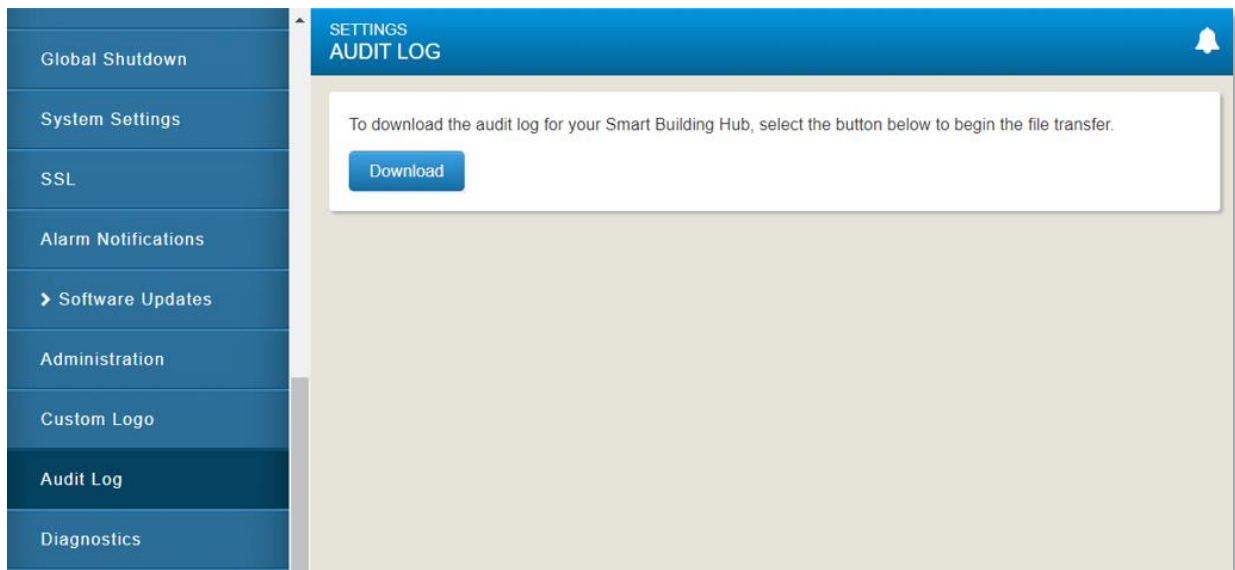 Global Shutdown
System Settings
SSL
Alarm Notifications
Software Updates
Administration
Custom Logo
Audit Log
Diagnostics
SETTINGS
AUDIT LOG
To download the audit log for your Smart Building Hub, select the button below to begin the file transfer.
Download